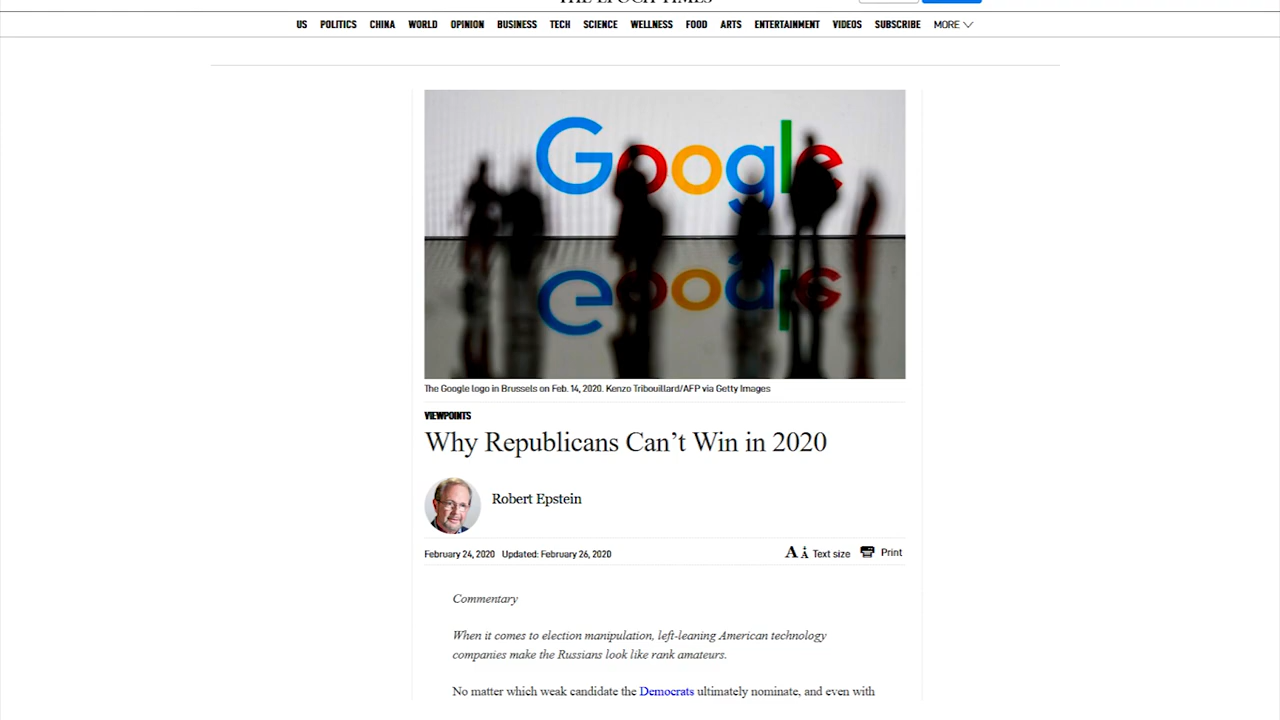 THE EPOCH TIMES
US POLITICS CHINA WORLD OPINION BUSINESS TECH SCIENCE WELLNESS FOOD ARTS ENTERTAINMENT VIDEOS SUBSCRIBE MORE
Google
The Google logo in Brussels on Feb. 14, 2020. Kenzo Tribouillard/AFP via Getty Images
VIEWPOINTS
Why Republicans Can’t Win in 2020
Robert Epstein
February 24, 2020 Updated: February 26, 2020 A A Text size Print
Commentary
When it comes to election manipulation, left-leaning American technology
companies make the Russians look like rank amateurs.
No matter which weak candidate the Democrats ultimately nominate, and even with